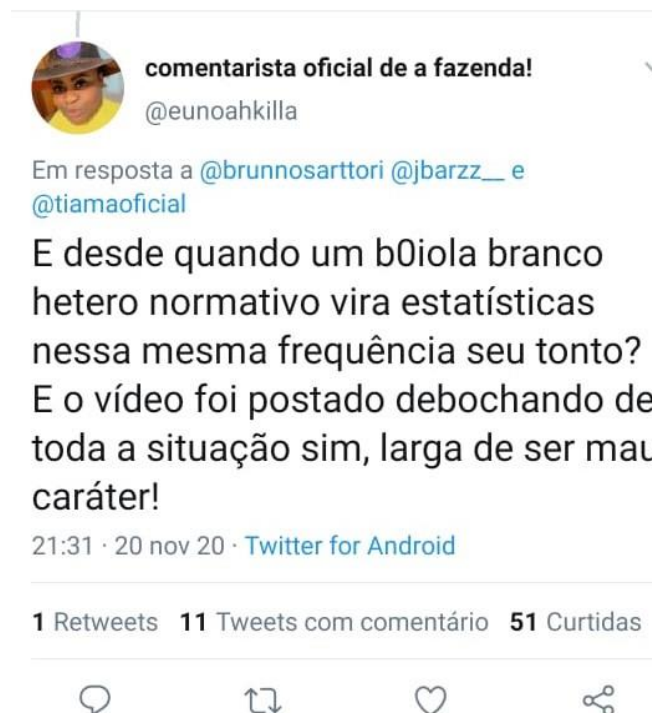 comentarista oficial de a fazenda!
@eunoahkilla
Em resposta a @brunnosarttori @jbarzz__ e
@tiamaoficial
E desde quando um b0iola branco
hetero normativo vira estatísticas
nessa mesma frequência seu tonto?
E o vídeo foi postado debochando de
toda a situação sim, larga de ser mau
caráter!
21:31 · 20 nov 20 · Twitter for Android
1 Retweets 11 Tweets com comentário 51 Curtidas